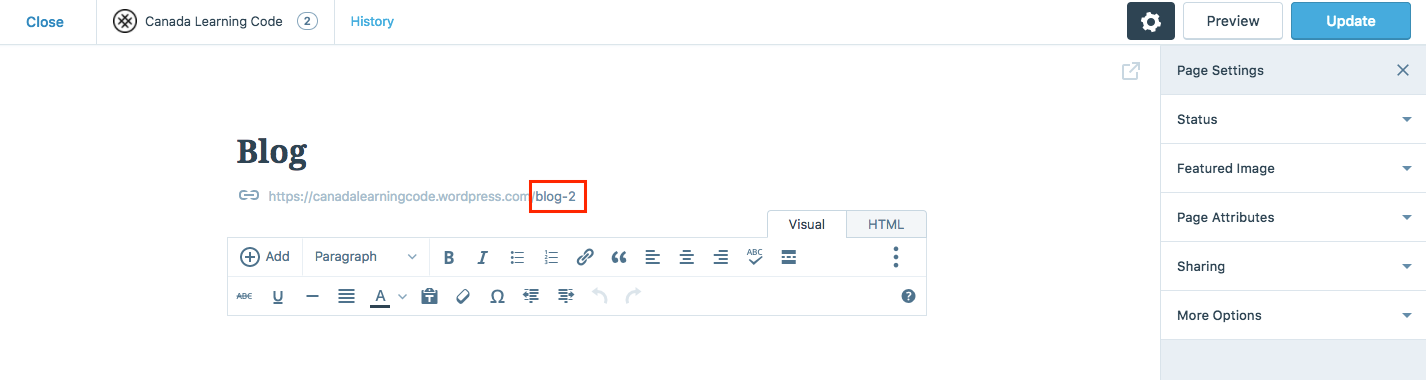 Close Canada Learning Code 2 History Preview Update
Page Settings
Status
Featured Image
Page Attributes
Sharing
More Options
Blog
https://canadalearningcode.wordpress.com/blog-2
Visual HTML
Add Paragraph B I ABC
ABC U A T Ω ?